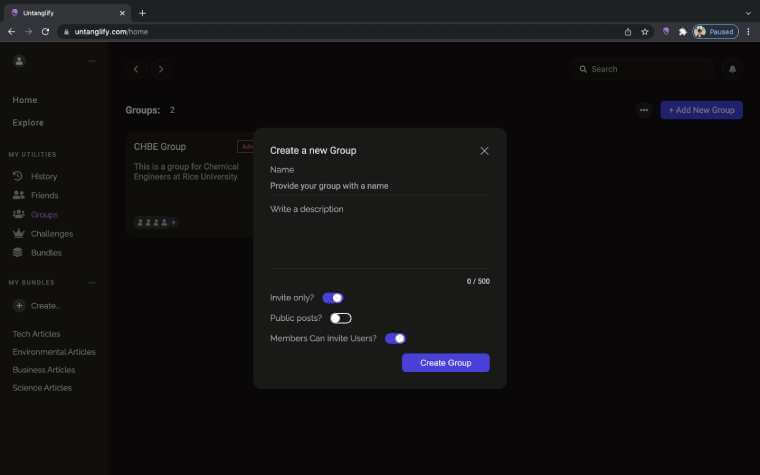 Untanglify
untanglify.com/home
Paused
Search
Home
Explore
Groups: 2
+ Add New Group
MY UTILITIES
History
Friends
Groups
Challenges
Bundles
MY BUNDLES
Create...
Tech Articles
Environmental Articles
Business Articles
Science Articles
CHBE Group
This is a group for Chemical
Engineers at Rice University
Create a new Group
Name
Provide your group with a name
Write a description
0 / 500
Invite only?
Public posts?
Members Can Invite Users?
Create Group